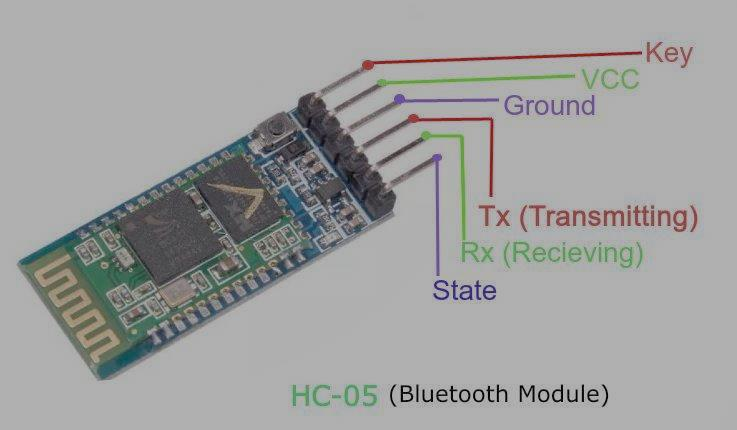 Key
VCC
Ground
Tx (Transmitting)
Rx (Recieving)
State
HC-05 (Bluetooth Module)